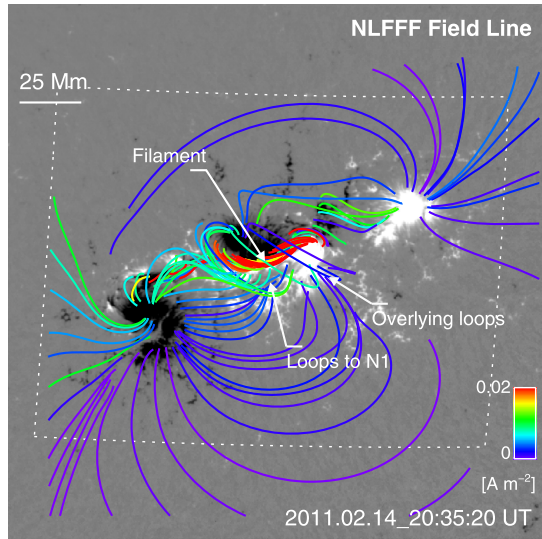 NLFFF Field Line
25 Mm
Filament
Overlying loops
Loops to N1
0.02
0
[A m⁻²]
2011.02.14_20:35:20 UT